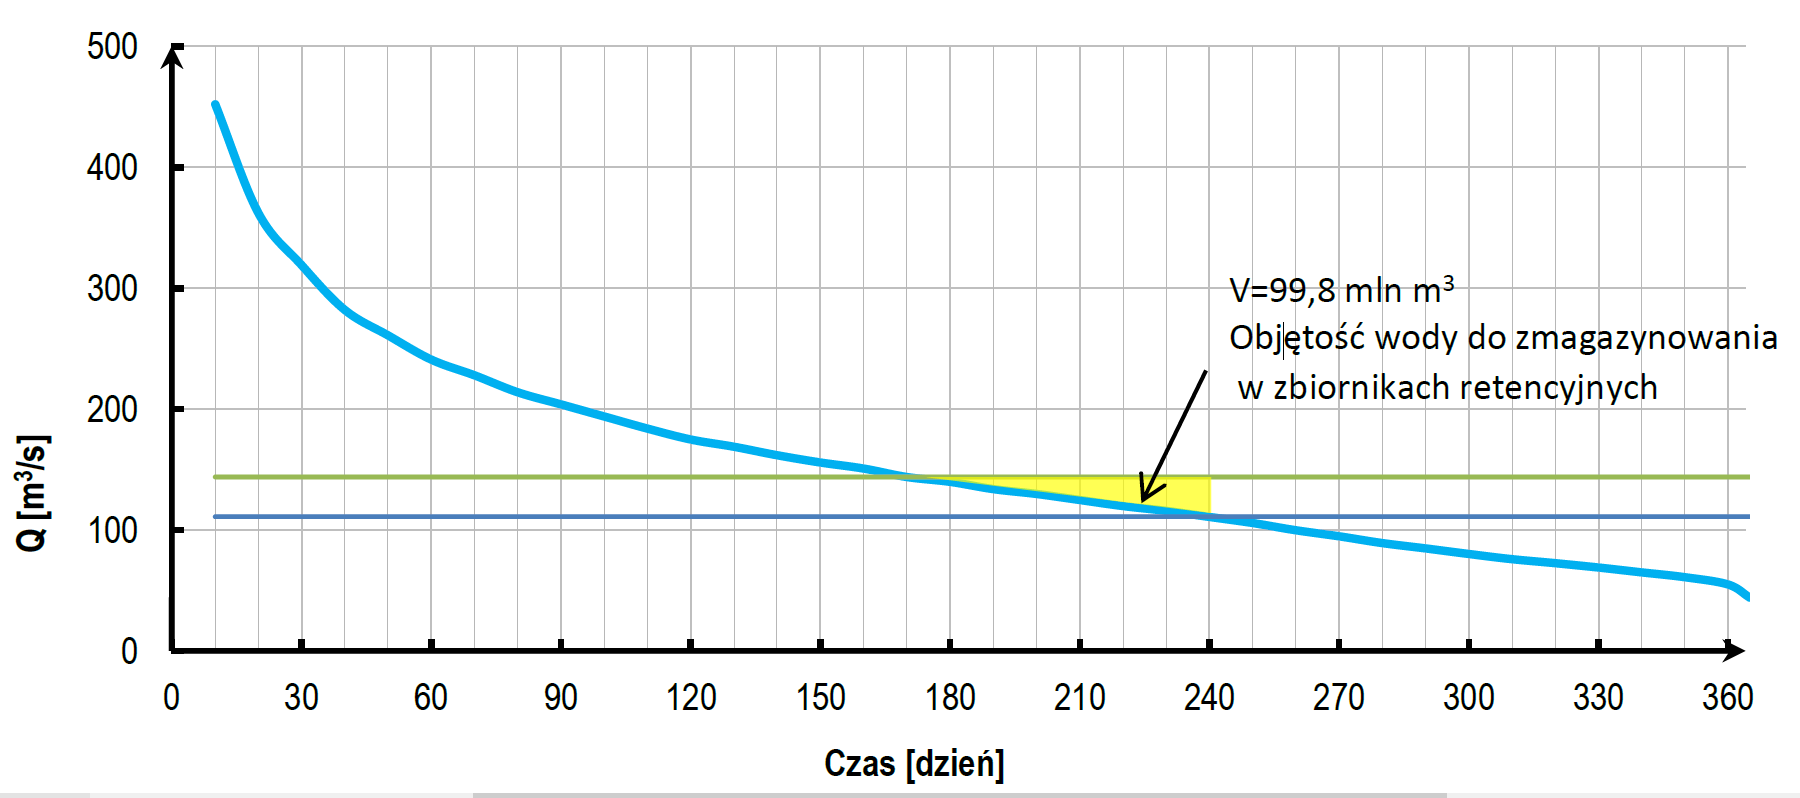 500
400
300
200
100
0
Q [m³/s]
V=99,8 mln m³
Objętość wody do zmagazynowania
w zbiornikach retencyjnych
0 30 60 90 120 150 180 210 240 270 300 330 360
Czas [dzień]